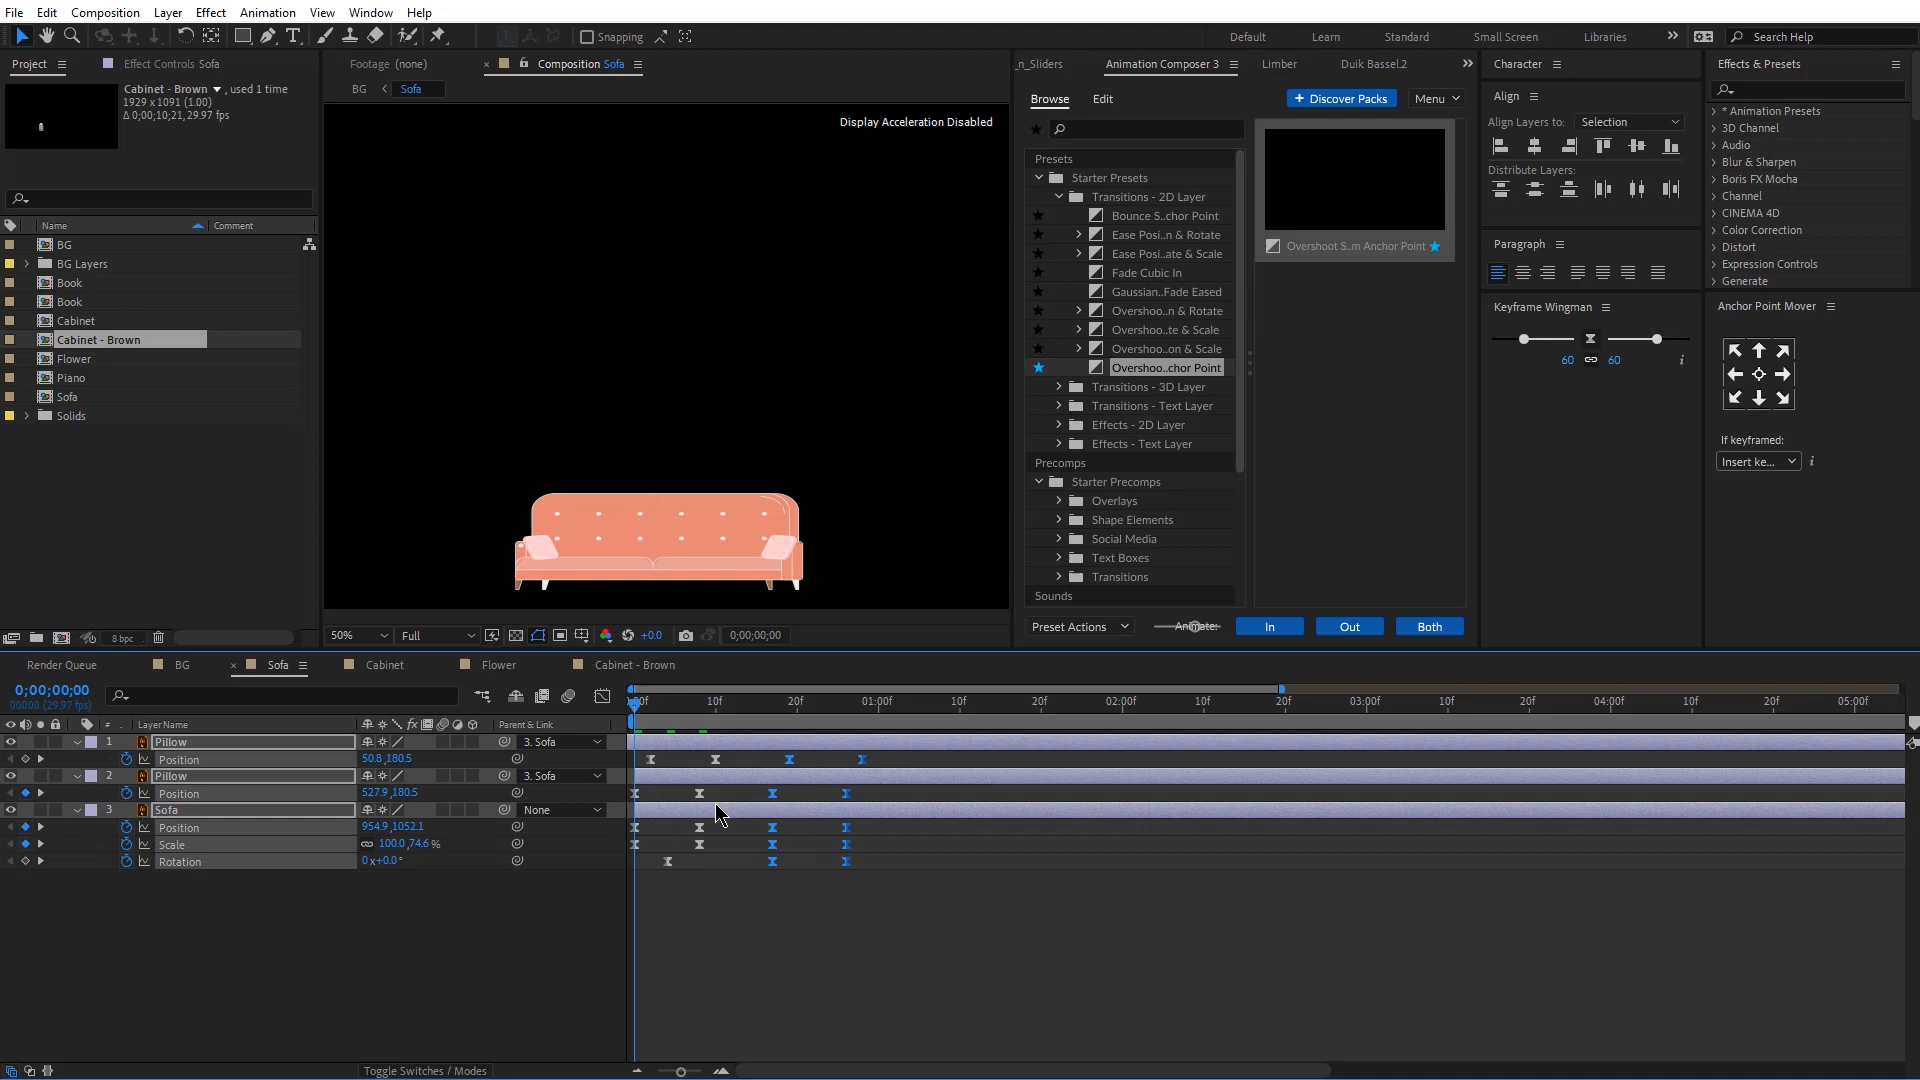 File Edit Composition Layer Effect Animation View Window Help
Snapping Default Learn Standard Small Screen Libraries Search Help
Project Effect Controls Sofa
Cabinet - Brown , used 1 time
1929 x 1091 (1.00)
Δ 0;00;10;21, 29.97 fps
Name Comment
BG
BG Layers
Book
Book
Cabinet
Cabinet - Brown
Flower
Piano
Sofa
Solids
8 bpc
Footage (none) Composition Sofa
BG Sofa
Display Acceleration Disabled
50% Full +0.0 0;00;00;00
_n_Sliders Animation Composer 3 Limber Duik Bassel.2
Browse Edit + Discover Packs Menu
Presets
Starter Presets
Transitions - 2D Layer
Bounce S..chor Point
Ease Posi..n & Rotate
Ease Posi..ate & Scale
Fade Cubic In
Gaussian..Fade Eased
Overshoo..n & Rotate
Overshoo..te & Scale
Overshoo..on & Scale
Overshoo..chor Point
Transitions - 3D Layer
Transitions - Text Layer
Effects - 2D Layer
Effects - Text Layer
Precomps
Starter Precomps
Overlays
Shape Elements
Social Media
Text Boxes
Transitions
Sounds
Overshoot S..m Anchor Point
Preset Actions Animate: In Out Both
Character
Align
Align Layers to: Selection
Distribute Layers:
Paragraph
Keyframe Wingman
60 60 i
Effects & Presets
* Animation Presets
3D Channel
Audio
Blur & Sharpen
Boris FX Mocha
Channel
CINEMA 4D
Color Correction
Distort
Expression Controls
Generate
Anchor Point Mover
If keyframed:
Insert ke... i
Render Queue BG Sofa Cabinet Flower Cabinet - Brown
0;00;00;00
00000 (29.97 fps)
# Layer Name fx Parent & Link
:00f 10f 20f 01:00f 10f 20f 02:00f 10f 20f 03:00f 10f 20f 04:00f 10f 20f 05:00f
1 Pillow 3. Sofa
Position 50.8,180.5
2 Pillow 3. Sofa
Position 527.9,180.5
3 Sofa None
Position 954.9,1052.1
Scale 100.0,74.6 %
Rotation 0 x+0.0 °
Toggle Switches / Modes